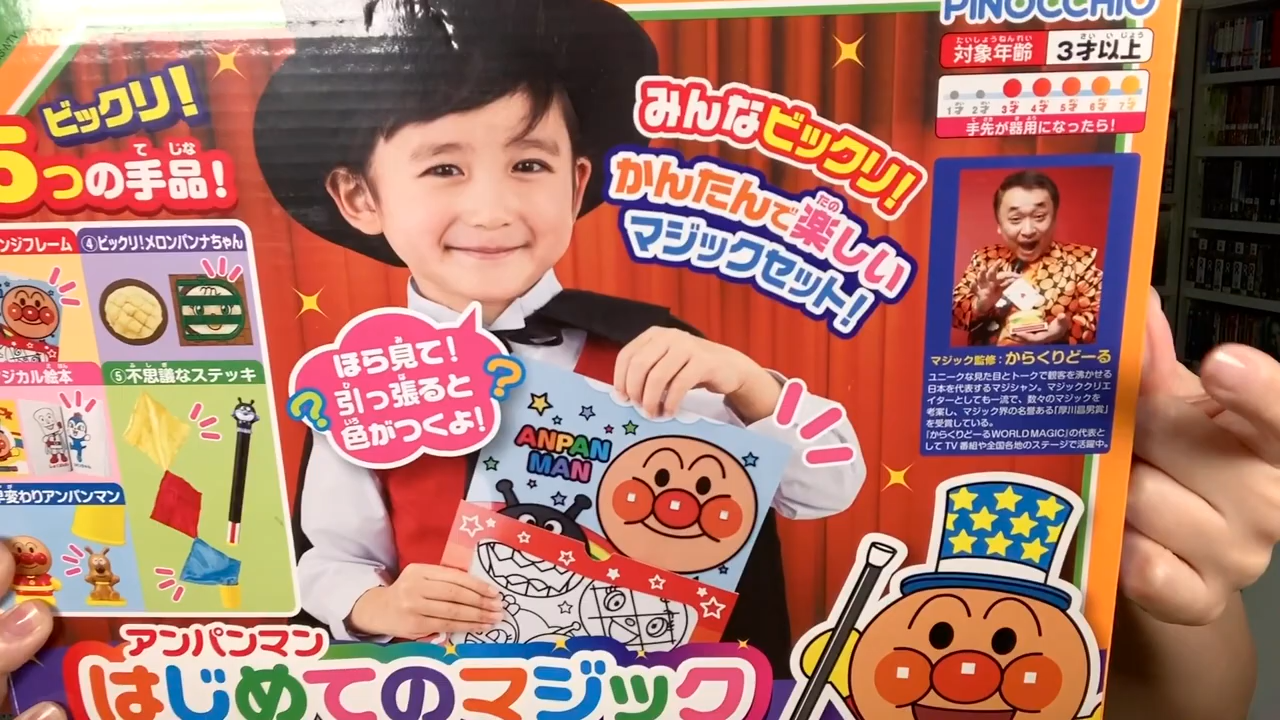 PINOCCHIO
対象年齢 3才以上
1才 2才 3才 4才 5才 6才 7才
手先が器用になったら!
ビックリ!
5つの手品!
みんなビックリ!
かんたんで楽しい
マジックセット!
ンジフレーム
④ビックリ!メロンパンナちゃん
ジカル絵本
⑤不思議なステッキ
変わりアンパンマン
ほら見て!
引っ張ると
色がつくよ!
ANPAN
MAN
マジック監修:からくりどーる
ユニークな見た目とトークで観客を沸かせる
日本を代表するマジシャン。マジッククリエ
イターとしても一流で、数々のマジックを
考案し、マジック界の名誉ある「厚川昌男賞」
を受賞している。
「からくりどーるWORLD MAGIC」の代表と
してTV番組や全国各地のステージで活躍中。
アンパンマン
はじめてのマジック